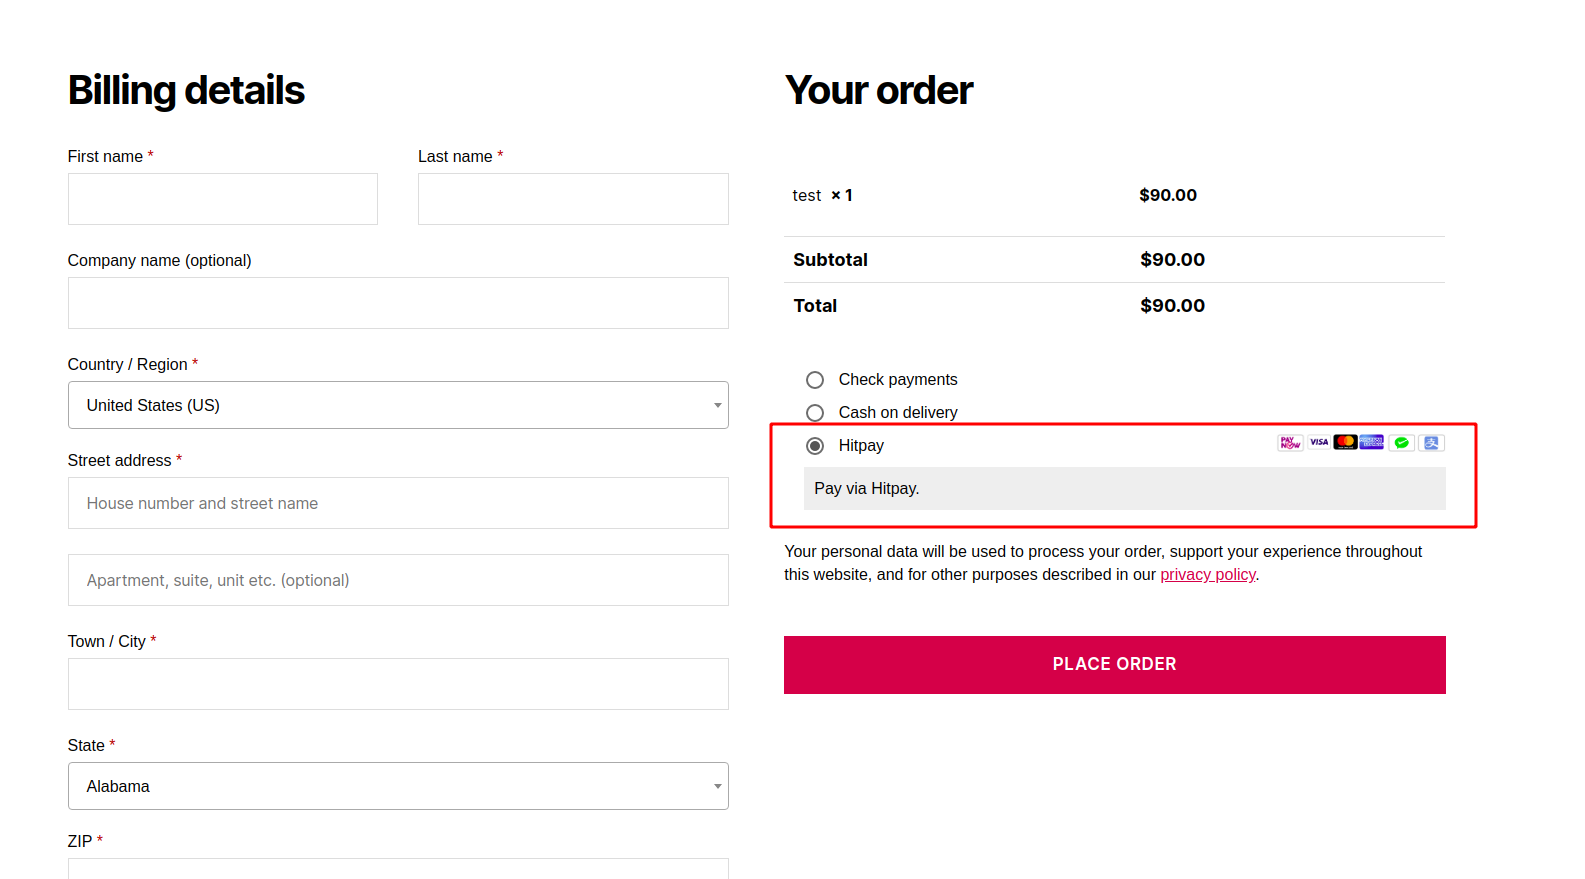 Billing details
First name *
Last name *
Company name (optional)
Country / Region *
United States (US)
Street address *
House number and street name
Apartment, suite, unit etc. (optional)
Town / City *
State *
Alabama
ZIP *
Your order
test × 1 $90.00
Subtotal $90.00
Total $90.00
Check payments
Cash on delivery
Hitpay
PAY NOW VISA
Pay via Hitpay.
Your personal data will be used to process your order, support your experience throughout
this website, and for other purposes described in our privacy policy.
PLACE ORDER